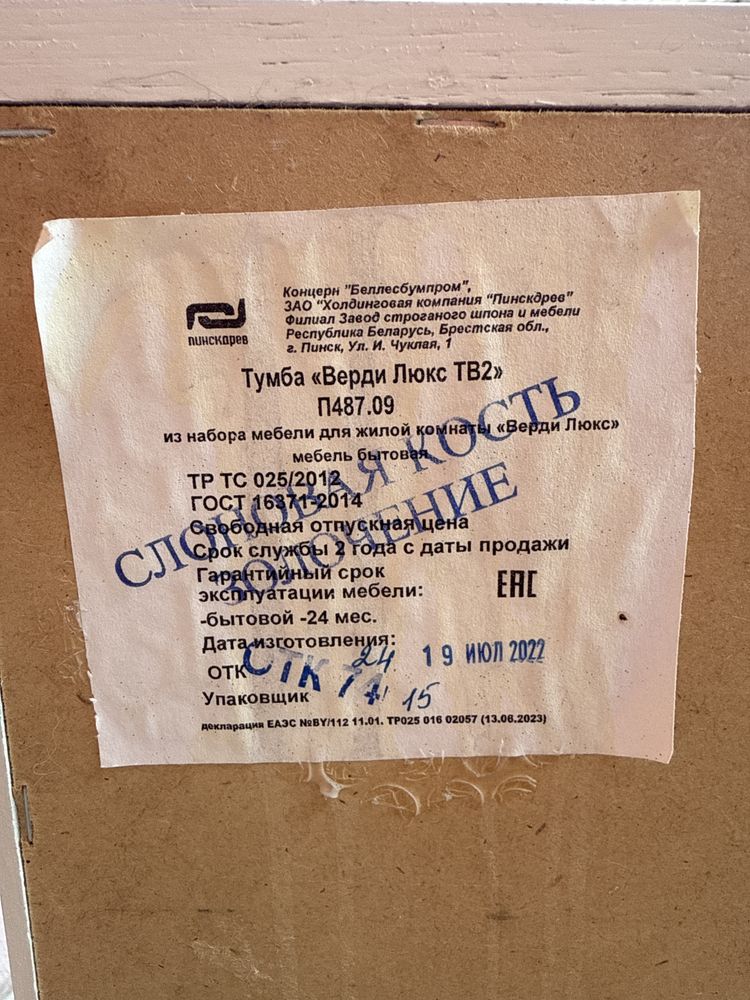 ПИНСКДРЕВ
Концерн "Беллесбумпром",
ЗАО "Холдинговая компания "Пинскдрев"
Филиал Завод строганого шпона и мебели
Республика Беларусь, Брестская обл.,
г. Пинск, Ул. И. Чуклая, 1
Тумба «Верди Люкс ТВ2»
П487.09
из набора мебели для жилой комнаты «Верди Люкс»
мебель бытовая
СЛОНОВАЯ КОСТЬ
ЗОЛОЧЕНИЕ
ТР ТС 025/2012
ГОСТ 16371-2014
Свободная отпускная цена
Срок службы 2 года с даты продажи
Гарантийный срок
эксплуатации мебели:
-бытовой -24 мес.
ЕАС
Дата изготовления:
19 ИЮЛ 2022
ОТК
24
Упаковщик
15
декларация ЕАЭС №BY/112 11.01. ТР025 016 02057 (13.06.2023)